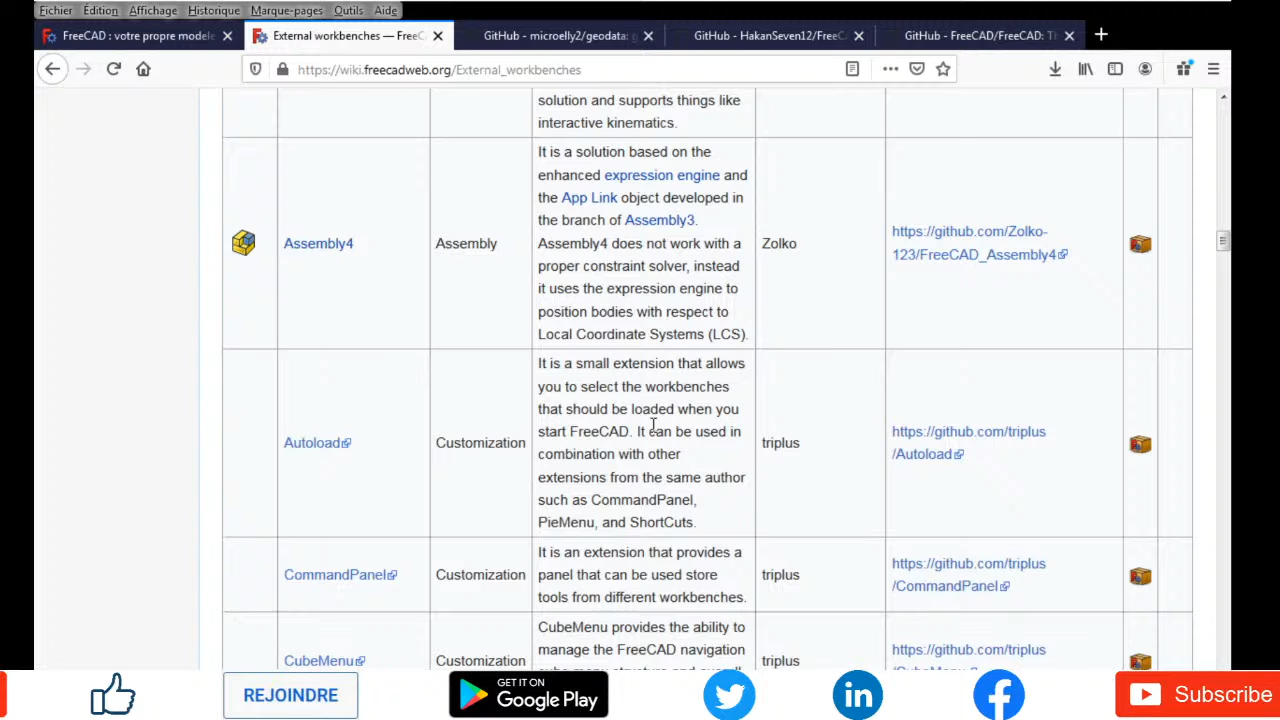 Fichier Édition Affichage Historique Marque-pages Outils Aide
FreeCAD : votre propre modele
External workbenches — FreeC
GitHub - microelly2/geodata: g
GitHub - HakanSeven12/FreeC
GitHub - FreeCAD/FreeCAD: Th
https://wiki.freecadweb.org/External_workbenches
solution and supports things like
interactive kinematics.
Assembly4
Assembly
It is a solution based on the
enhanced expression engine and
the App Link object developed in
the branch of Assembly3.
Assembly4 does not work with a
proper constraint solver, instead
it uses the expression engine to
position bodies with respect to
Local Coordinate Systems (LCS).
Zolko
https://github.com/Zolko-
123/FreeCAD_Assembly4
Autoload
Customization
It is a small extension that allows
you to select the workbenches
that should be loaded when you
start FreeCAD. It can be used in
combination with other
extensions from the same author
such as CommandPanel,
PieMenu, and ShortCuts.
triplus
https://github.com/triplus
/Autoload
CommandPanel
Customization
It is an extension that provides a
panel that can be used store
tools from different workbenches.
triplus
https://github.com/triplus
/CommandPanel
CubeMenu
Customization
CubeMenu provides the ability to
manage the FreeCAD navigation
triplus
https://github.com/triplus
REJOINDRE
GET IT ON
Google Play
Subscribe